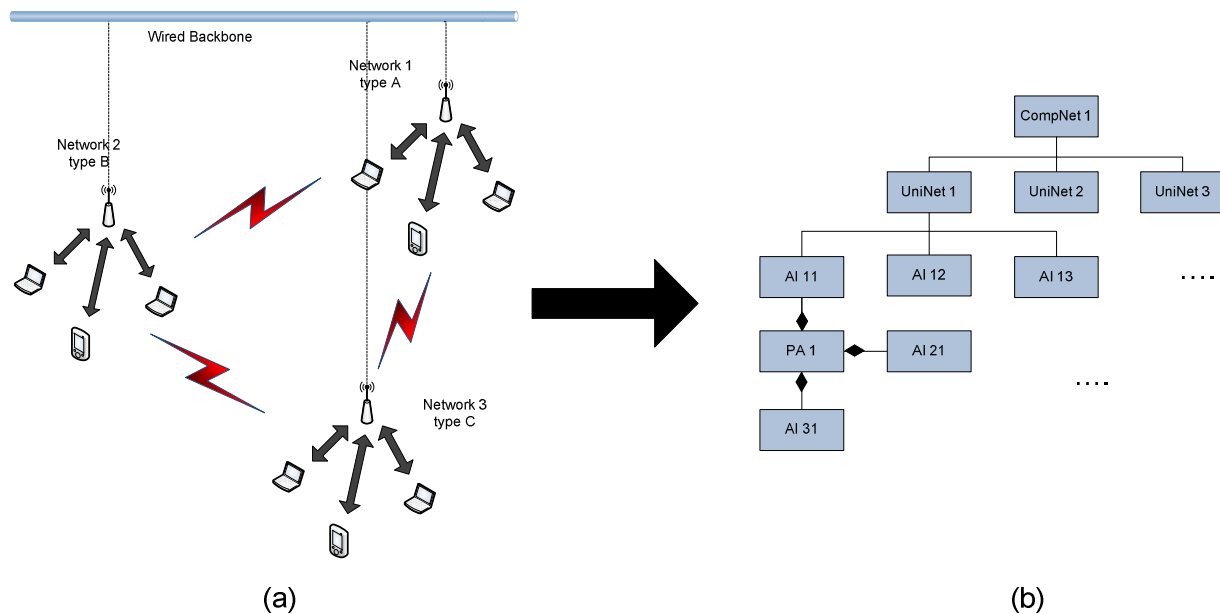 Wired Backbone
Network 1
type A
Network 2
type B
Network 3
type C
(a)
CompNet 1
UniNet 1
UniNet 2
UniNet 3
AI 11
AI 12
AI 13
....
PA 1
AI 21
....
AI 31
(b)